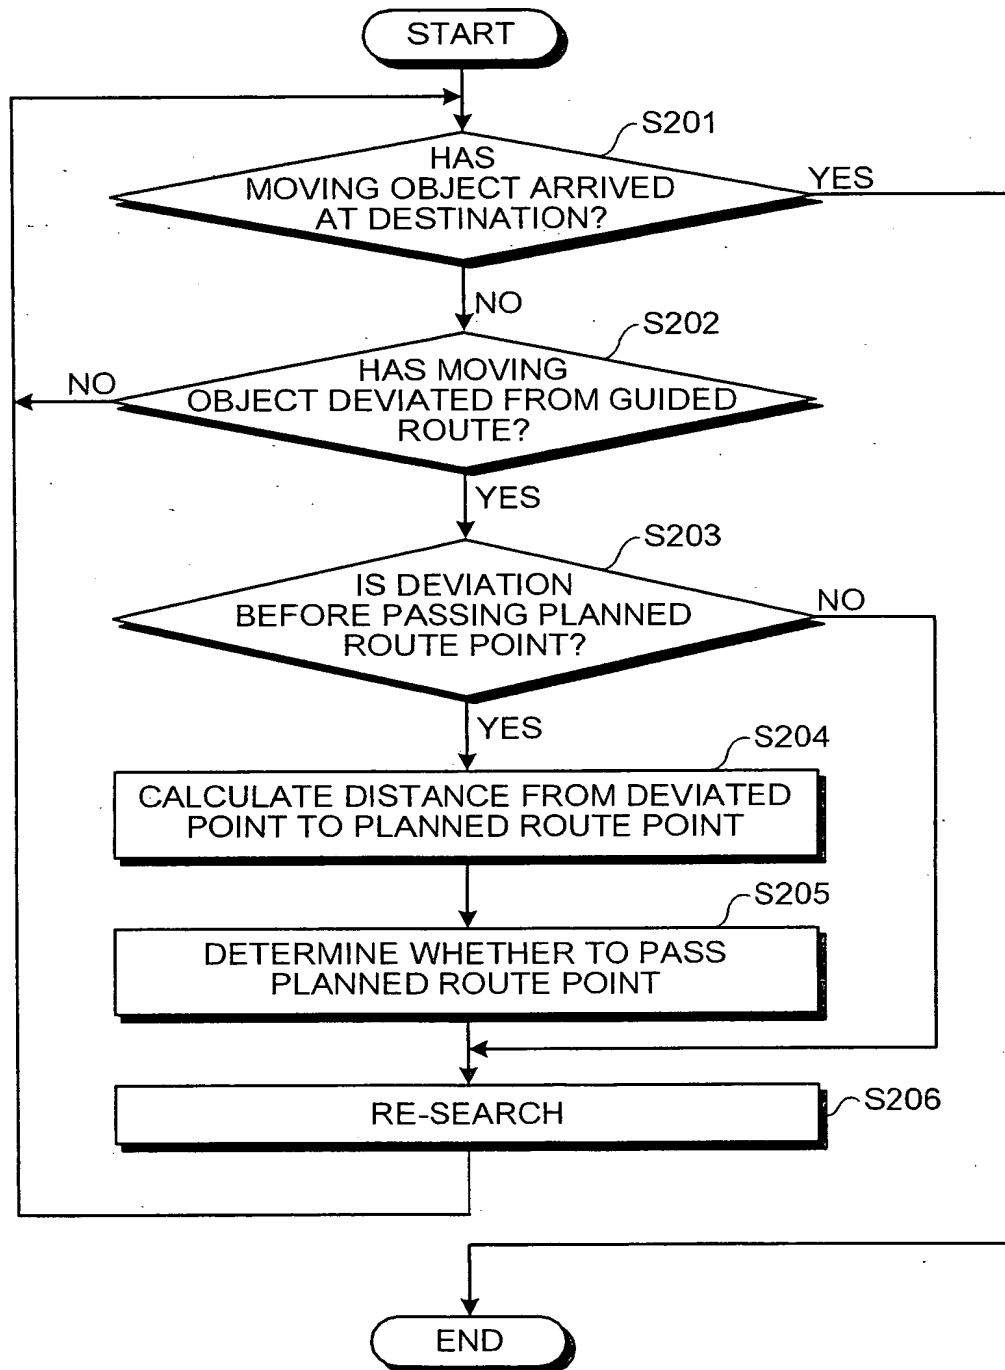 START
S201
HAS
MOVING OBJECT ARRIVED
AT DESTINATION?
YES
NO
S202
HAS MOVING
OBJECT DEVIATED FROM GUIDED
ROUTE?
NO
YES
S203
IS DEVIATION
BEFORE PASSING PLANNED
ROUTE POINT?
NO
YES
S204
CALCULATE DISTANCE FROM DEVIATED
POINT TO PLANNED ROUTE POINT
S205
DETERMINE WHETHER TO PASS
PLANNED ROUTE POINT
RE-SEARCH
S206
END